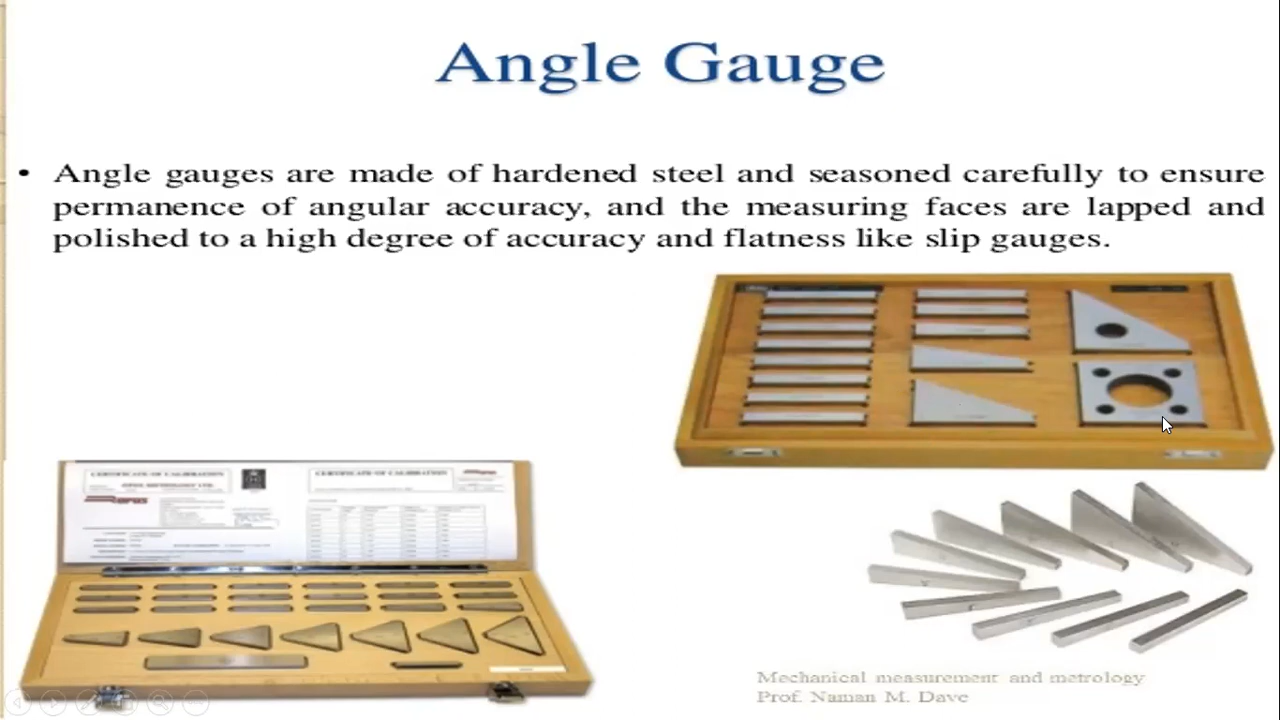 Angle Gauge
• Angle gauges are made of hardened steel and seasoned carefully to ensure
permanence of angular accuracy, and the measuring faces are lapped and
polished to a high degree of accuracy and flatness like slip gauges.
CERTIFICATE OF CALIBRATION
CERTIFICATE OF CALIBRATION
Mechanical measurement and metrology
Prof. Naman M. Dave